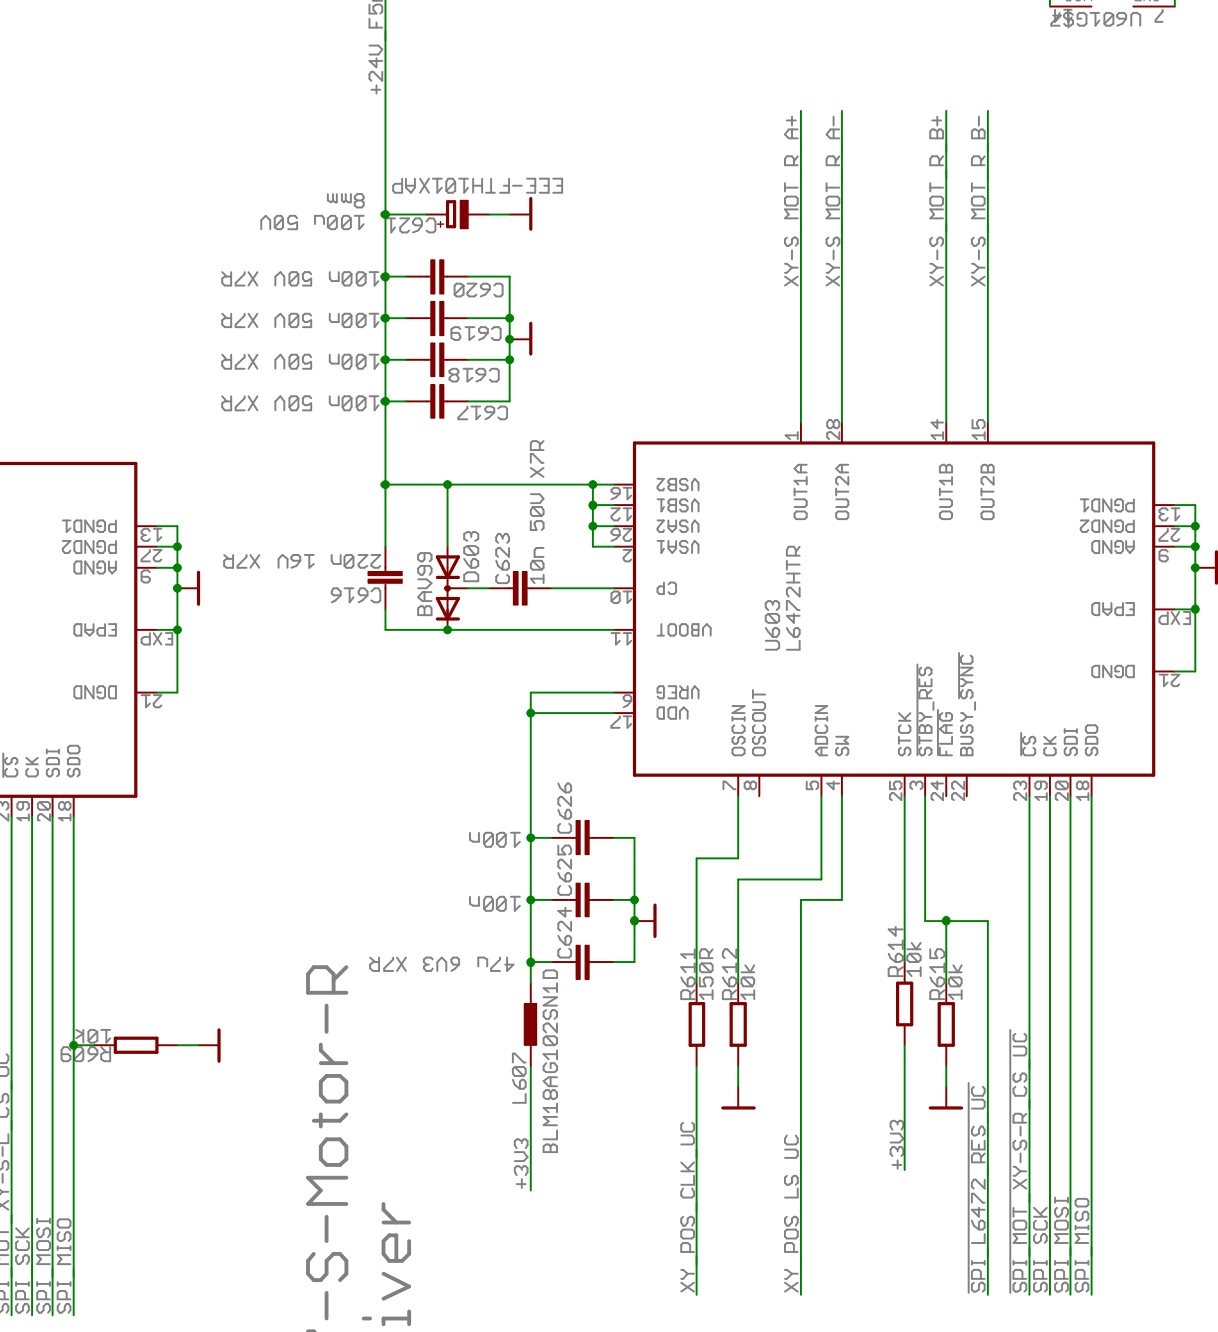 +24V F5
U601GS
7
XY-S MOT R A+
XY-S MOT R A-
XY-S MOT R B+
XY-S MOT R B-
EEE-FTH101XAP
8mm
100u 50V
C621
+
100n 50V X7R
C620
100n 50V X7R
C619
100n 50V X7R
C618
100n 50V X7R
C617
1
28
14
15
OUT1A
OUT2A
OUT1B
OUT2B
VSB2
16
VSB1
12
VSA2
26
VSA1
2
CP
10
VBOOT
11
VREG
6
VDD
17
U603
L6472HTR
220n 16V X7R
C616
BAV99
D603
C623
10n 50V X7R
PGND1
13
PGND2
27
AGND
9
EPAD
EXP
DGND
21
PGND1
13
PGND2
27
AGND
9
EPAD
EXP
DGND
21
OSCIN
OSCOUT
ADCIN
SW
STCK
STBY_RES
FLAG
BUSY_SYNC
CS
CK
SDI
SDO
7
8
5
4
25
3
24
22
23
19
20
18
CS
CK
SDI
SDO
23
19
20
18
100n
C626
100n
C625
47u 6V3 X7R
C624
L607
BLM18AG102SN1D
+3V3
R611
150R
R612
10k
R614
10k
R615
10k
+3V3
10k
R609
XY POS CLK UC
XY POS LS UC
SPI L6472 RES UC
SPI MOT XY-S-R CS UC
SPI SCK
SPI MOSI
SPI MISO
SPI MOT XY-S-L CS UC
SPI SCK
SPI MOSI
SPI MISO
-S-Motor-R
iver